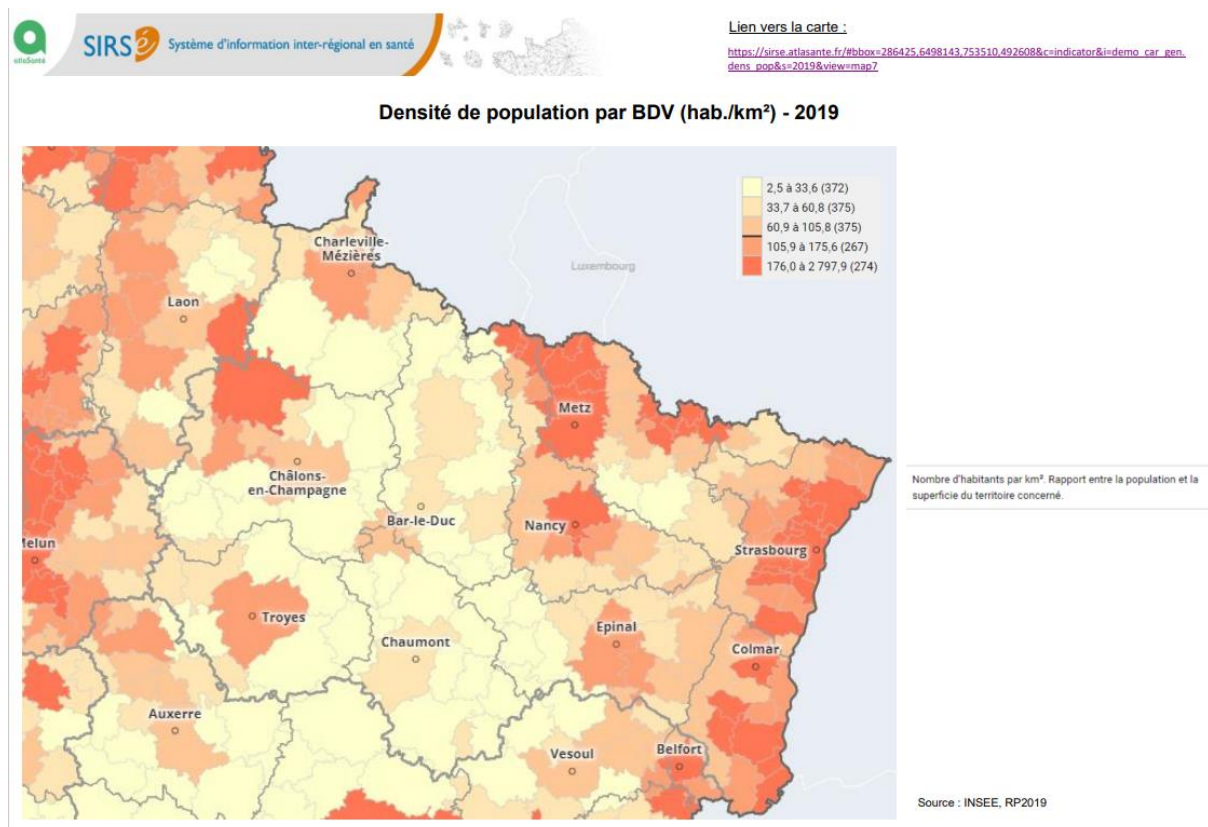 atlaSanté
SIRSé Système d'information inter-régional en santé
Lien vers la carte :
https://sirse.atlasante.fr/#bbox=286425,6498143,753510,492608&c=indicator&i=demo_car_gen.
dens_pop&s=2019&view=map7
Densité de population par BDV (hab./km²) - 2019
2,5 à 33,6 (372)
33,7 à 60,8 (375)
60,9 à 105,8 (375)
105,9 à 175,6 (267)
176,0 à 2 797,9 (274)
Charleville-
Mézières
Luxembourg
Laon
Metz
Châlons-
en-Champagne
Bar-le-Duc
Nancy
Melun
Strasbourg
Troyes
Chaumont
Epinal
Colmar
Auxerre
Vesoul
Belfort
Nombre d'habitants par km². Rapport entre la population et la
superficie du territoire concerné.
Source : INSEE, RP2019